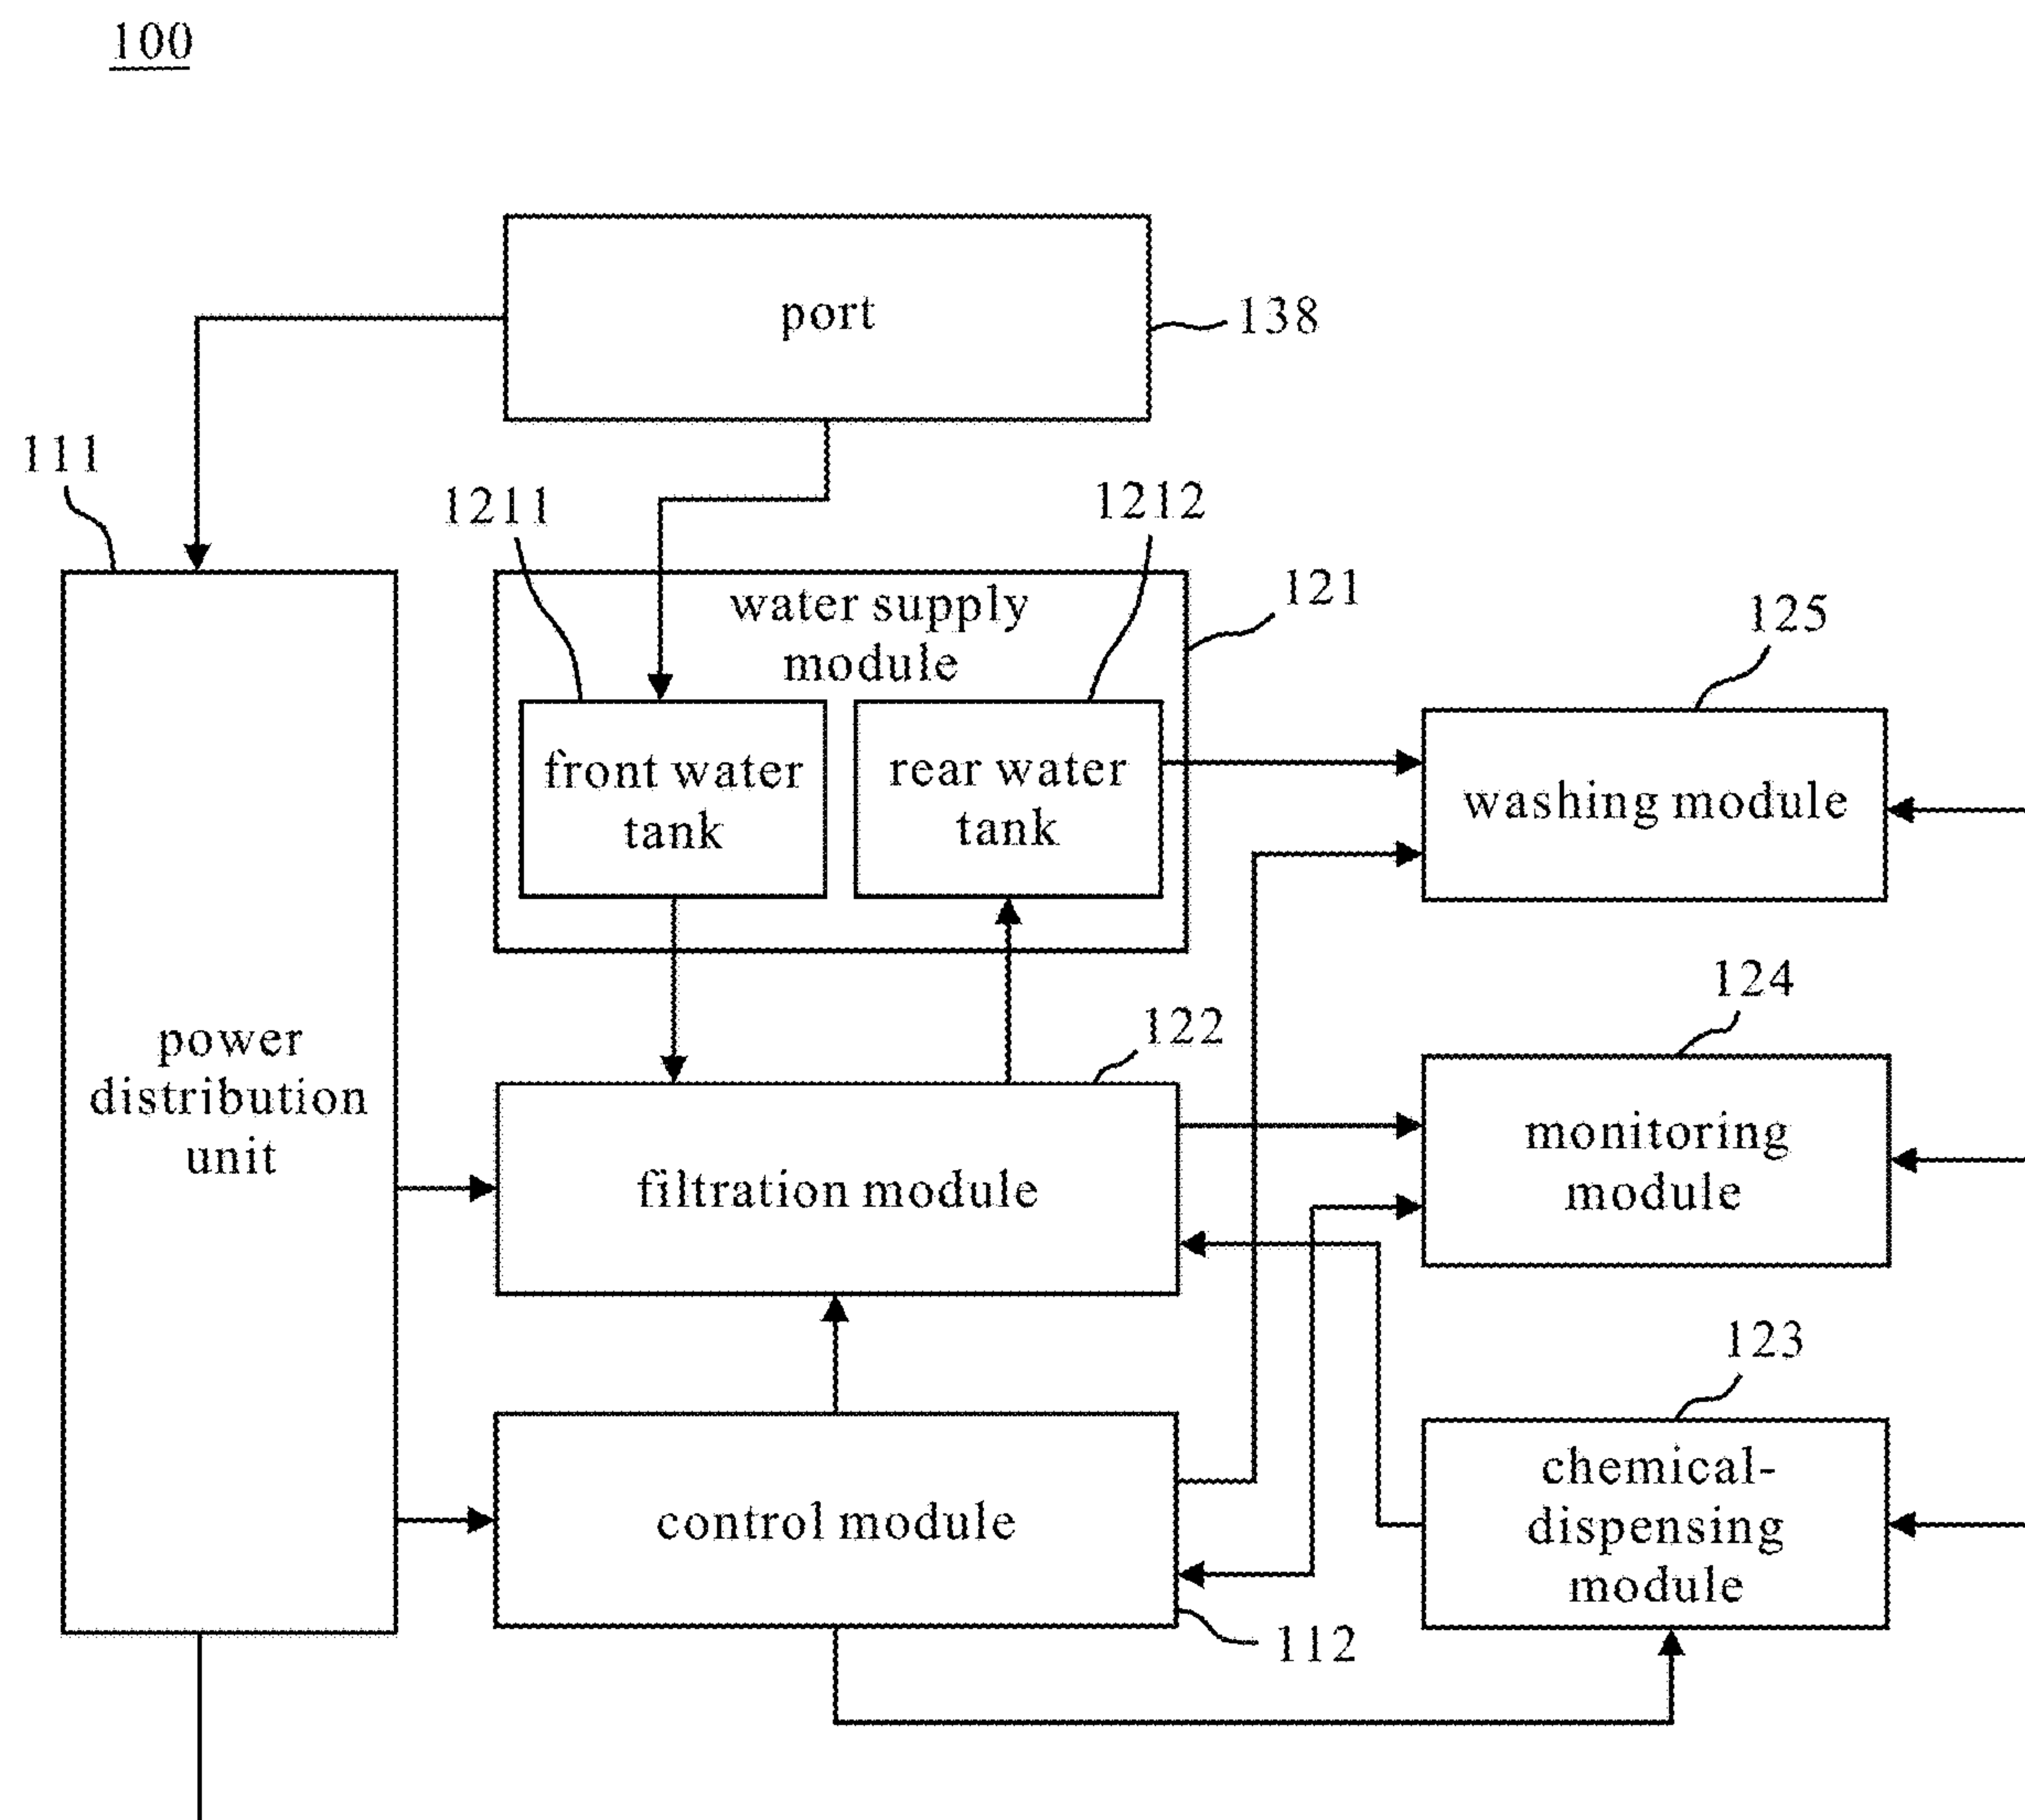 100
port
138
111
1211
1212
water supply
module
121
125
front water
tank
rear water
tank
washing module
124
122
power
distribution
unit
monitoring
module
filtration module
123
chemical-
dispensing
module
control module
112